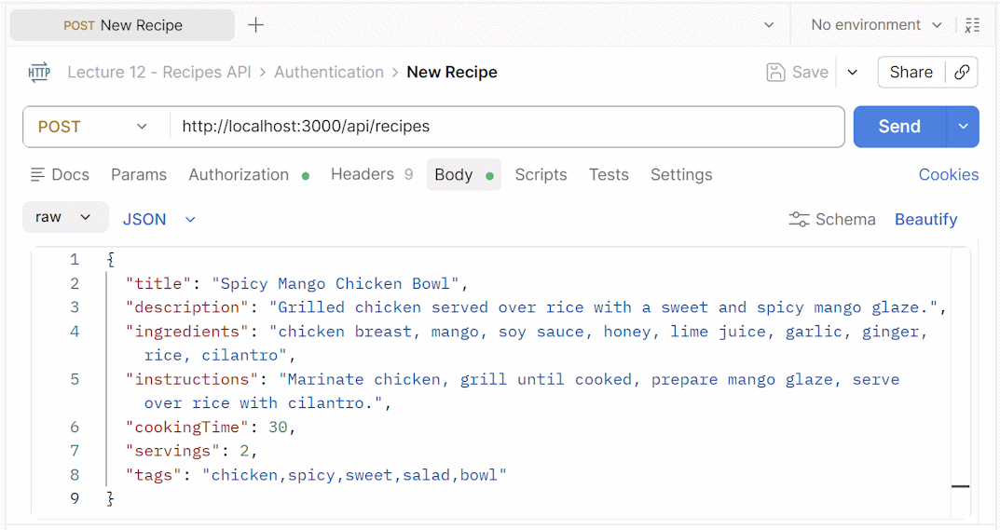 POST New Recipe
No environment
HTTP Lecture 12 - Recipes API > Authentication > New Recipe Save Share
POST http://localhost:3000/api/recipes Send
Docs Params Authorization Headers 9 Body Scripts Tests Settings Cookies
raw JSON Schema Beautify
1 {
2 "title": "Spicy Mango Chicken Bowl",
3 "description": "Grilled chicken served over rice with a sweet and spicy mango glaze.",
4 "ingredients": "chicken breast, mango, soy sauce, honey, lime juice, garlic, ginger,
rice, cilantro",
5 "instructions": "Marinate chicken, grill until cooked, prepare mango glaze, serve
over rice with cilantro.",
6 "cookingTime": 30,
7 "servings": 2,
8 "tags": "chicken,spicy,sweet,salad,bowl"
9 }